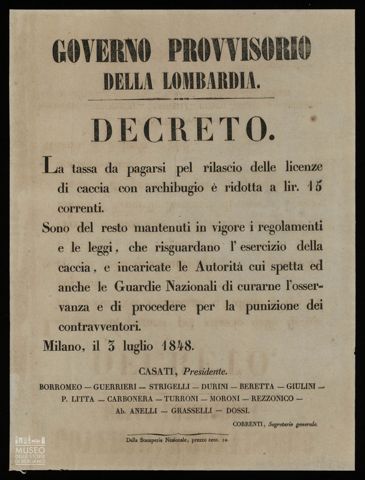 GOVERNO PROVVISORIO
DELLA LOMBARDIA.
DECRETO.
La tassa da pagarsi pel rilascio delle licenze
di caccia con archibugio è ridotta a lir. 15
correnti.
Sono del resto mantenuti in vigore i regolamenti
e le leggi, che risguardano l'esercizio della
caccia, e incaricate le Autorità cui spetta ed
anche le Guardie Nazionali di curarne l'osser-
vanza e di procedere per la punizione dei
contravventori.
Milano, il 3 luglio 1848.
CASATI, Presidente.
BORROMEO — GUERRIERI — STRIGELLI — DURINI — BERETTA — GIULINI —
P. LITTA — CARBONERA — TURRONI — MORONI — REZZONICO —
Ab. ANELLI — GRASSELLI — DOSSI.
CORRENTI, Segretario generale.
Dalla Stamperia Nazionale, prezzo cent. 10.
MUSEO